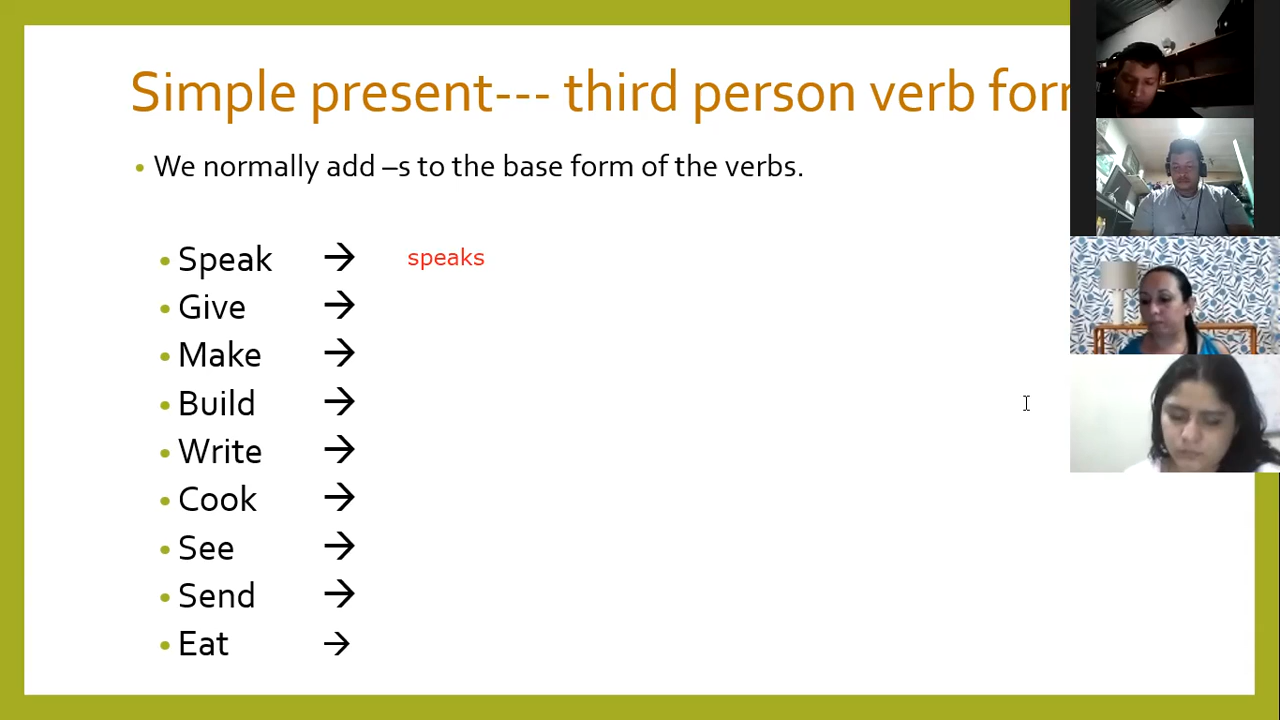 Simple present--- third person verb for
• We normally add –s to the base form of the verbs.
• Speak → speaks
• Give →
• Make →
• Build →
• Write →
• Cook →
• See →
• Send →
• Eat →